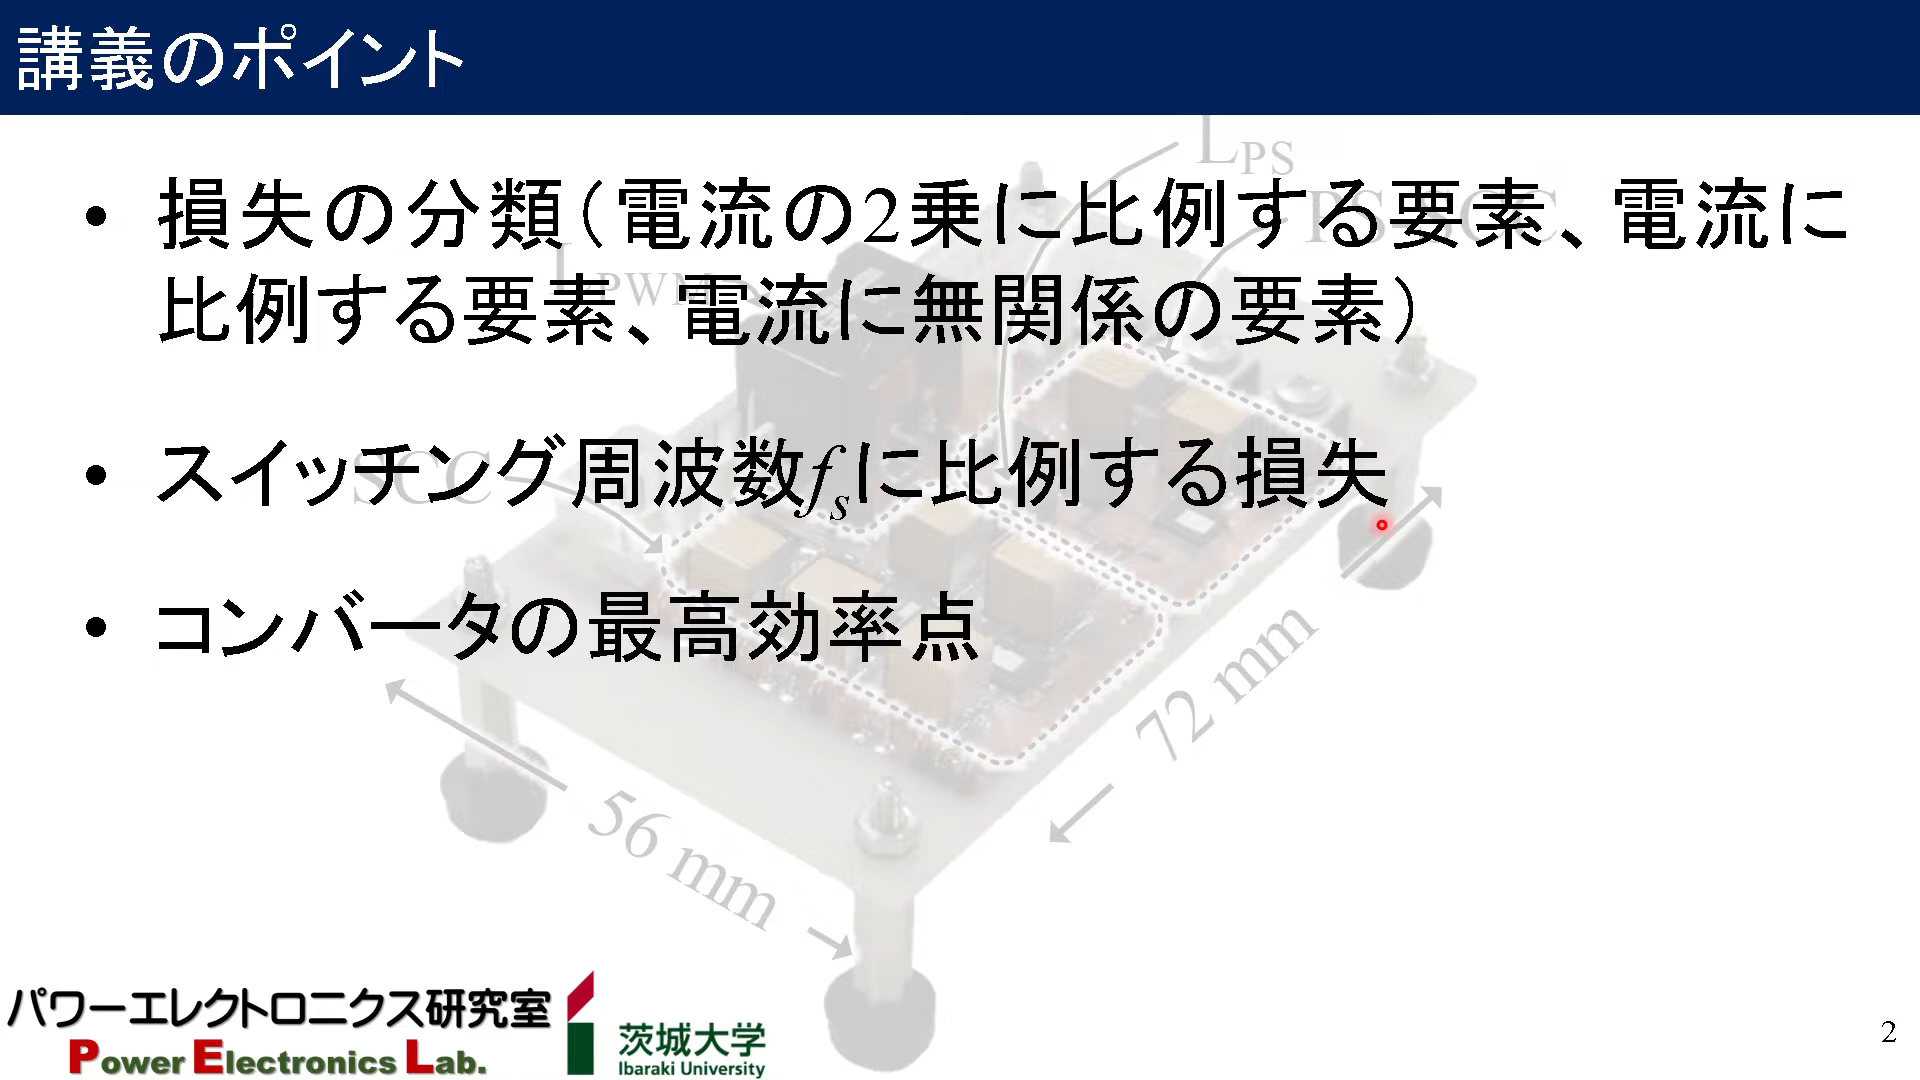 講義のポイント
• 損失の分類(電流の2乗に比例する要素、電流に
比例する要素、電流に無関係の要素)
• スイッチング周波数fsに比例する損失
• コンバータの最高効率点
LPS
PS-SCC
LPWM
SCC
72 mm
56 mm
パワーエレクトロニクス研究室
Power Electronics Lab.
茨城大学
Ibaraki University
2